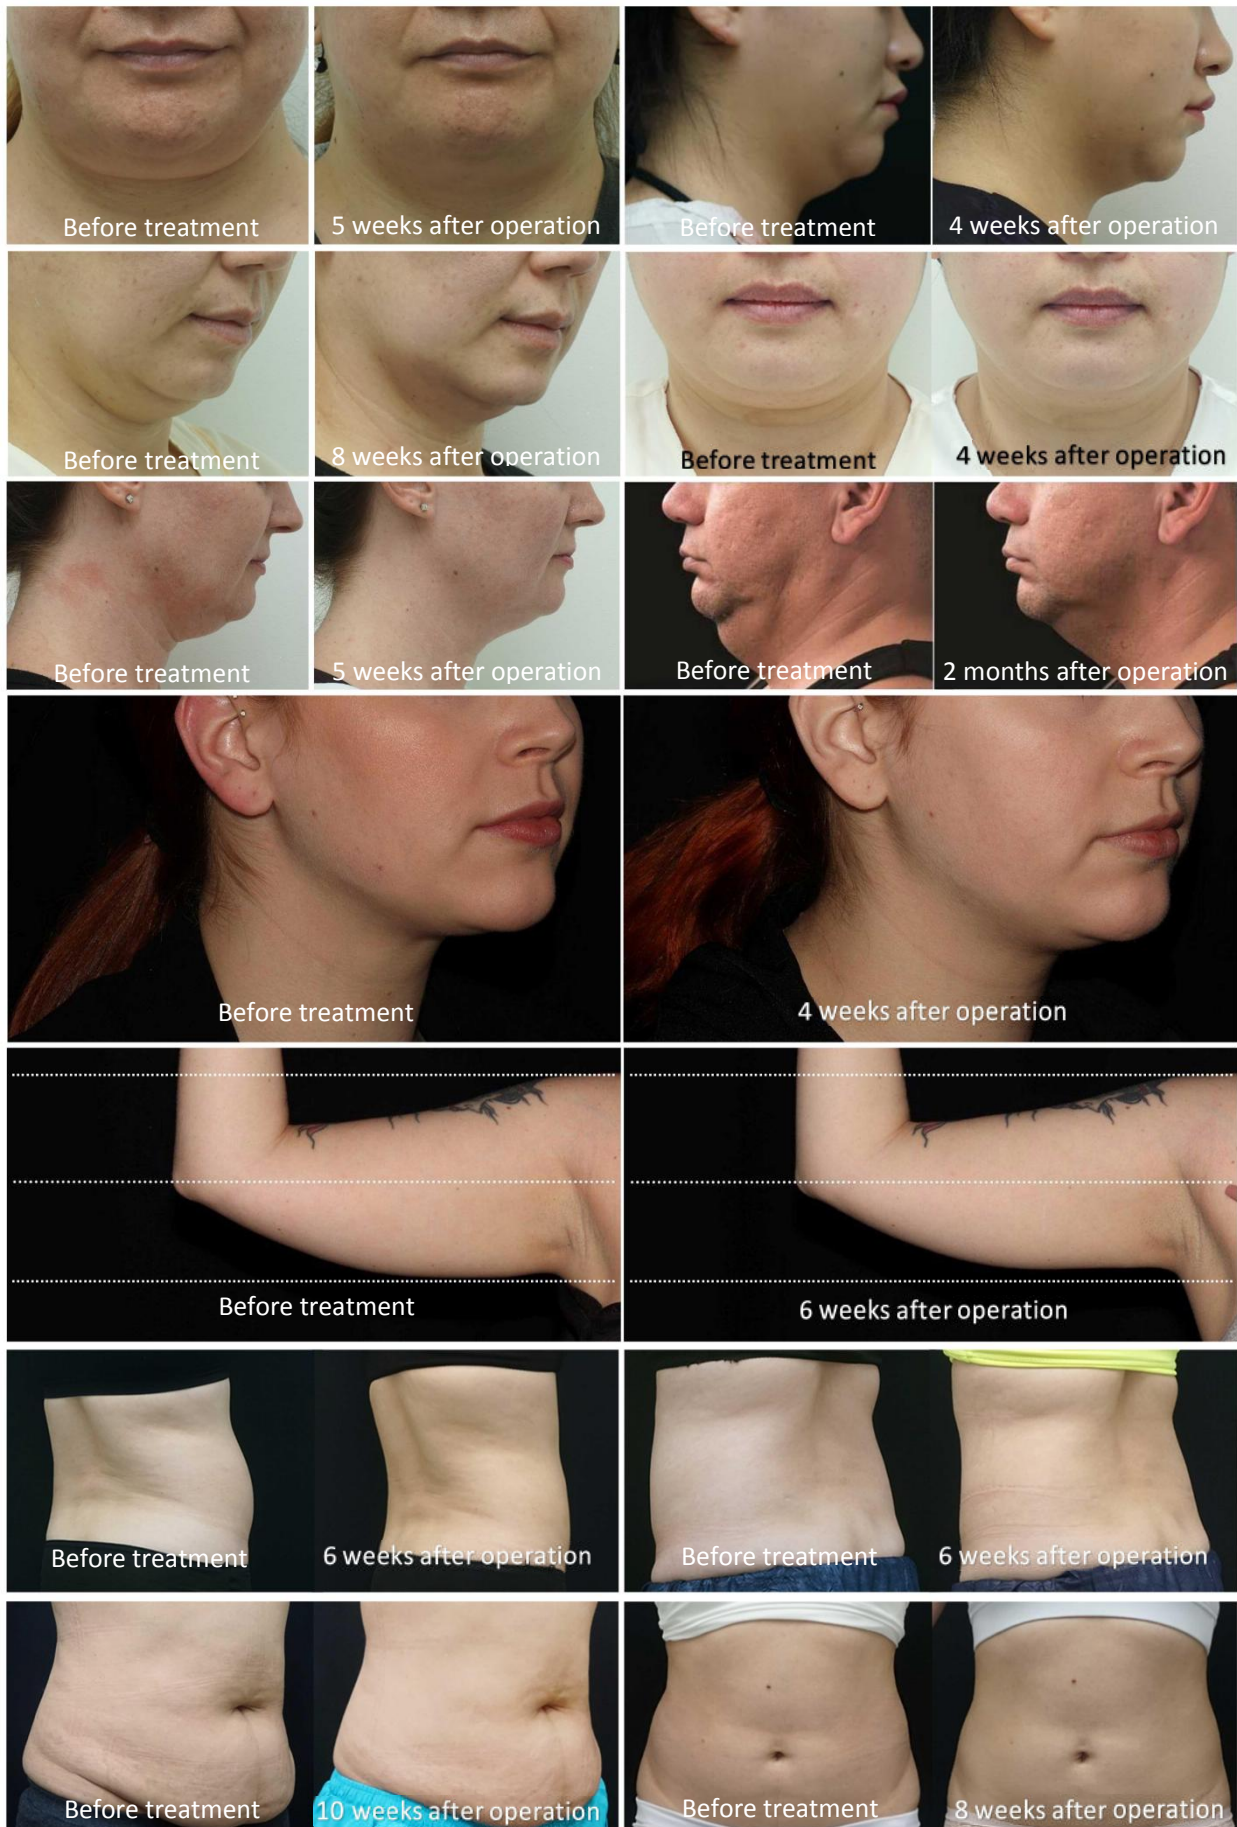 Before treatment
5 weeks after operation
Before treatment
4 weeks after operation
Before treatment
8 weeks after operation
Before treatment
4 weeks after operation
Before treatment
5 weeks after operation
Before treatment
2 months after operation
Before treatment
4 weeks after operation
Before treatment
6 weeks after operation
Before treatment
6 weeks after operation
Before treatment
6 weeks after operation
Before treatment
10 weeks after operation
Before treatment
8 weeks after operation